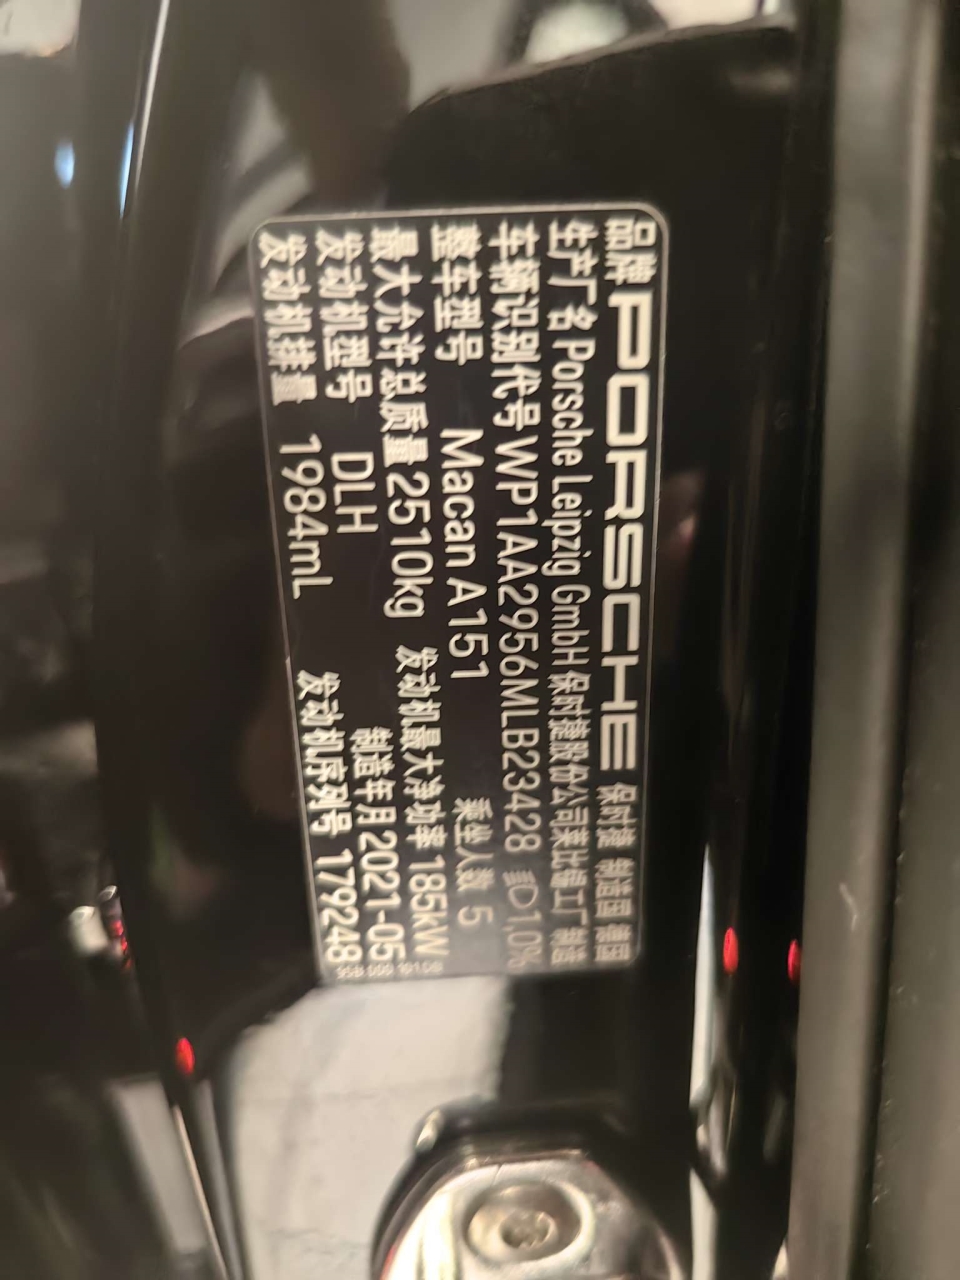 品牌 PORSCHE 保时捷 制造国 德国
生产厂名 Porsche Leipzig GmbH 保时捷股份公司莱比锡工厂 制造
车辆识别代号 WP1AA2956MLB23428 1,0%
整车型号 Macan A151 乘坐人数 5
最大允许总质量 2510kg 发动机最大净功率 185kW
发动机型号 DLH 制造年月 2021-05
发动机排量 1984mL 发动机序列号 179248